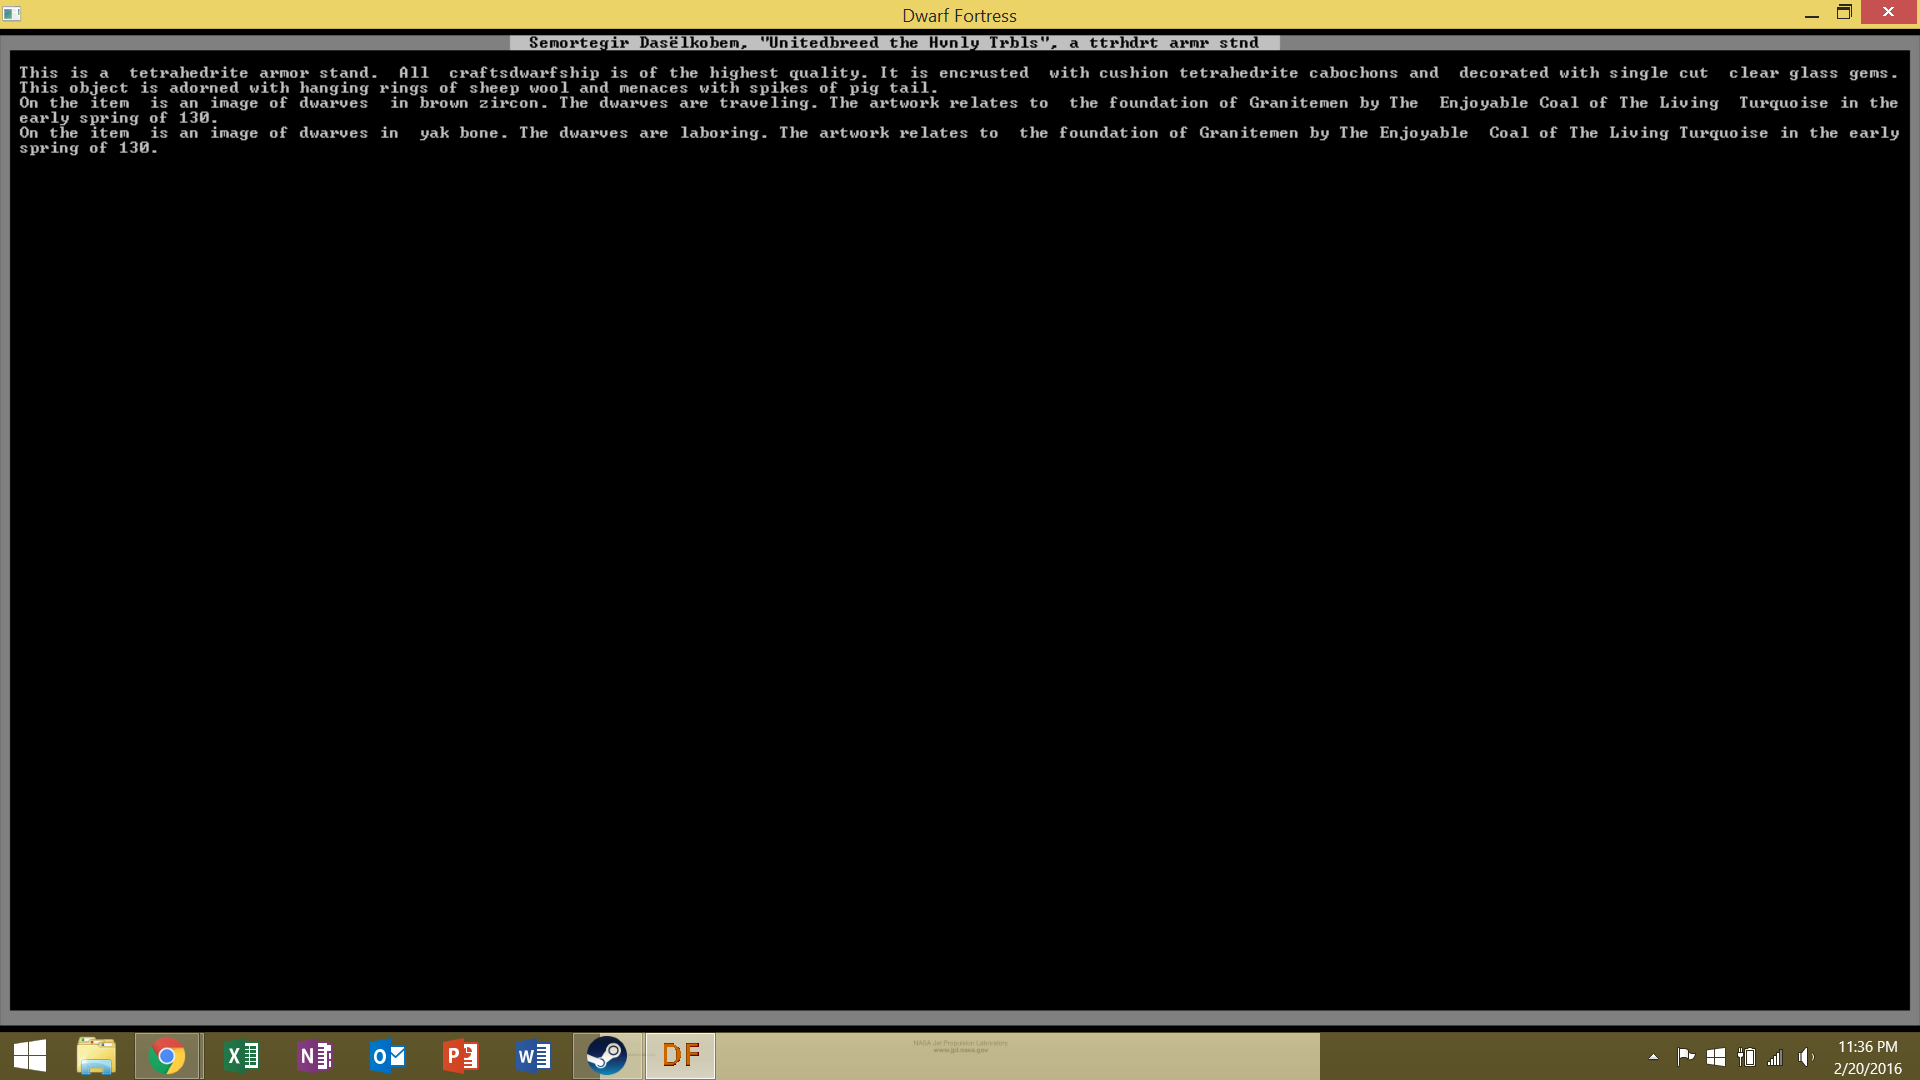 Dwarf Fortress
Semortegir Dasëlkobem, "Unitedbreed the Hvnly Trbls", a ttrhdrt armr stnd
This is a  tetrahedrite armor stand.  All  craftsdwarfship is of the highest quality. It is encrusted  with cushion tetrahedrite cabochons and  decorated with single cut  clear glass gems.
This object is adorned with hanging rings of sheep wool and menaces with spikes of pig tail.
On the item  is an image of dwarves  in brown zircon. The dwarves are traveling. The artwork relates to  the foundation of Granitemen by The  Enjoyable Coal of The Living  Turquoise in the
early spring of 130.
On the item  is an image of dwarves in  yak bone. The dwarves are laboring. The artwork relates to  the foundation of Granitemen by The Enjoyable  Coal of The Living Turquoise in the early
spring of 130.
NASA Jet Propulsion Laboratory
www.jpl.nasa.gov
DF
11:36 PM
2/20/2016